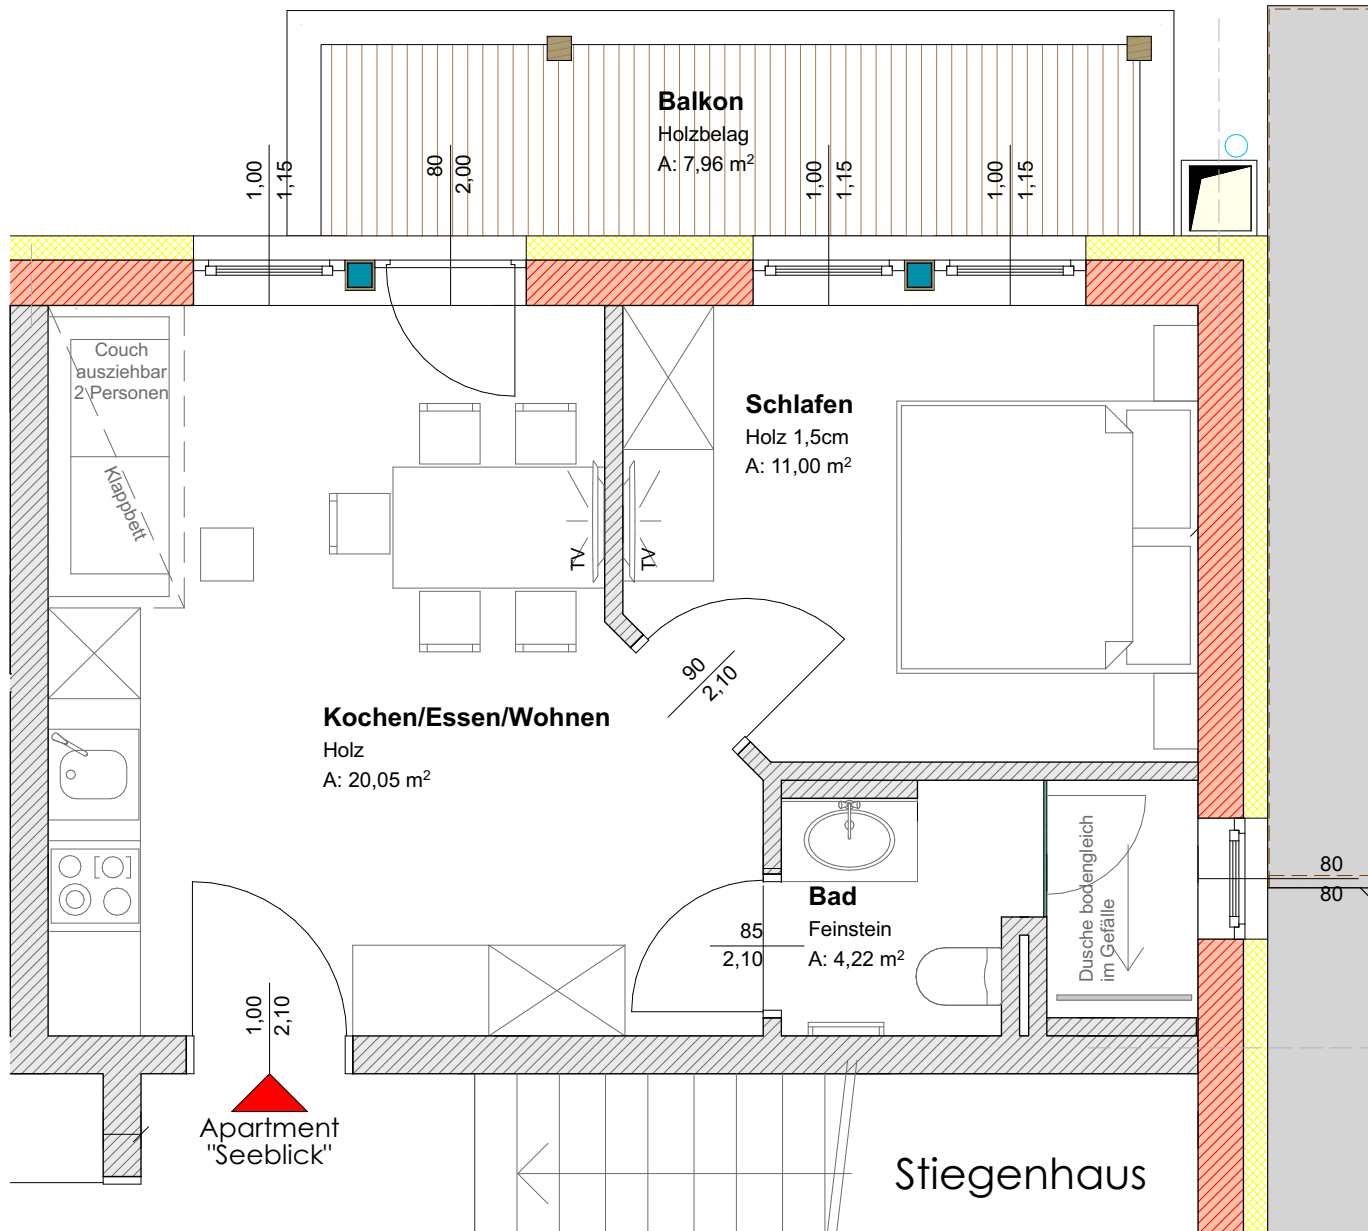 Balkon
Holzbelag
A: 7,96 m²
1,00
1,15
80
2,00
1,00
1,15
1,00
1,15
Couch
ausziehbar
2 Personen
Klappbett
Schlafen
Holz 1,5cm
A: 11,00 m²
TV
TV
90
2,10
Kochen/Essen/Wohnen
Holz
A: 20,05 m²
Dusche bodengleich
im Gefälle
80
80
Bad
Feinstein
A: 4,22 m²
85
2,10
1,00
2,10
Apartment
"Seeblick"
Stiegenhaus